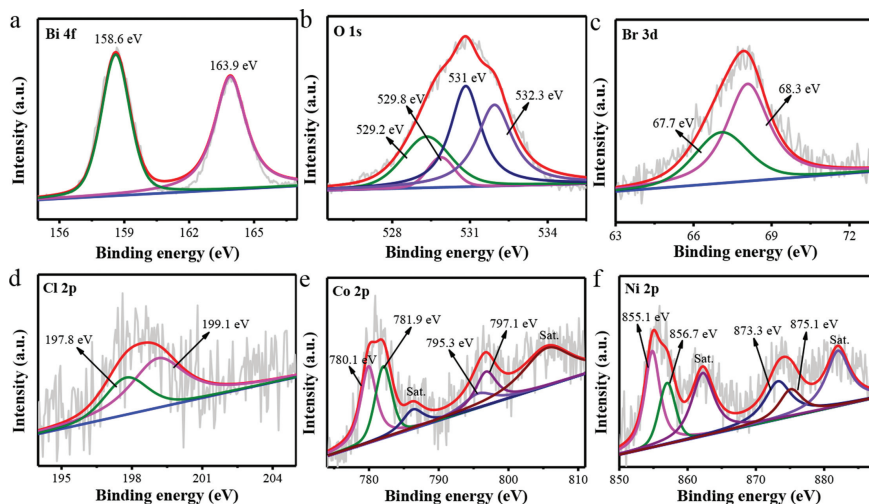 a
Bi 4f
158.6 eV
163.9 eV
Intensity (a.u.)
156 159 162 165
Binding energy (eV)
b
O 1s
531 eV
529.8 eV
529.2 eV
532.3 eV
Intensity (a.u.)
528 531 534
Binding energy (eV)
c
Br 3d
67.7 eV
68.3 eV
Intensity (a.u.)
63 66 69 72
Binding energy (eV)
d
Cl 2p
197.8 eV
199.1 eV
Intensity (a.u.)
195 198 201 204
Binding energy (eV)
e
Co 2p
781.9 eV
780.1 eV
Sat.
795.3 eV
797.1 eV
Sat.
Intensity (a.u.)
780 790 800 810
Binding energy (eV)
f
Ni 2p
855.1 eV
856.7 eV
Sat.
873.3 eV
875.1 eV
Sat.
Intensity (a.u.)
850 860 870 880
Binding energy (eV)